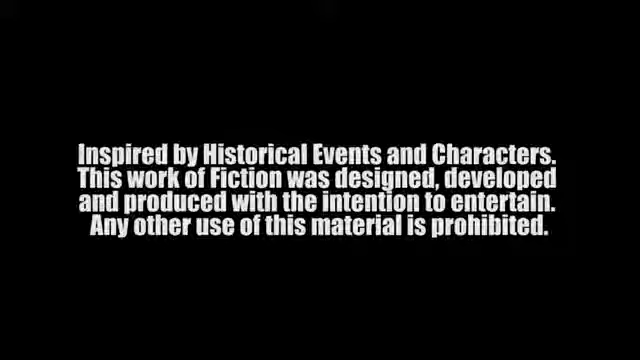 Inspired by Historical Events and Characters.
This work of Fiction was designed, developed
and produced with the intention to entertain.
Any other use of this material is prohibited.